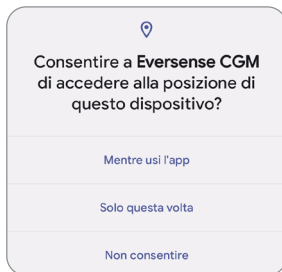 Consentire a Eversense CGM
di accedere alla posizione di
questo dispositivo?
Mentre usi l'app
Solo questa volta
Non consentire